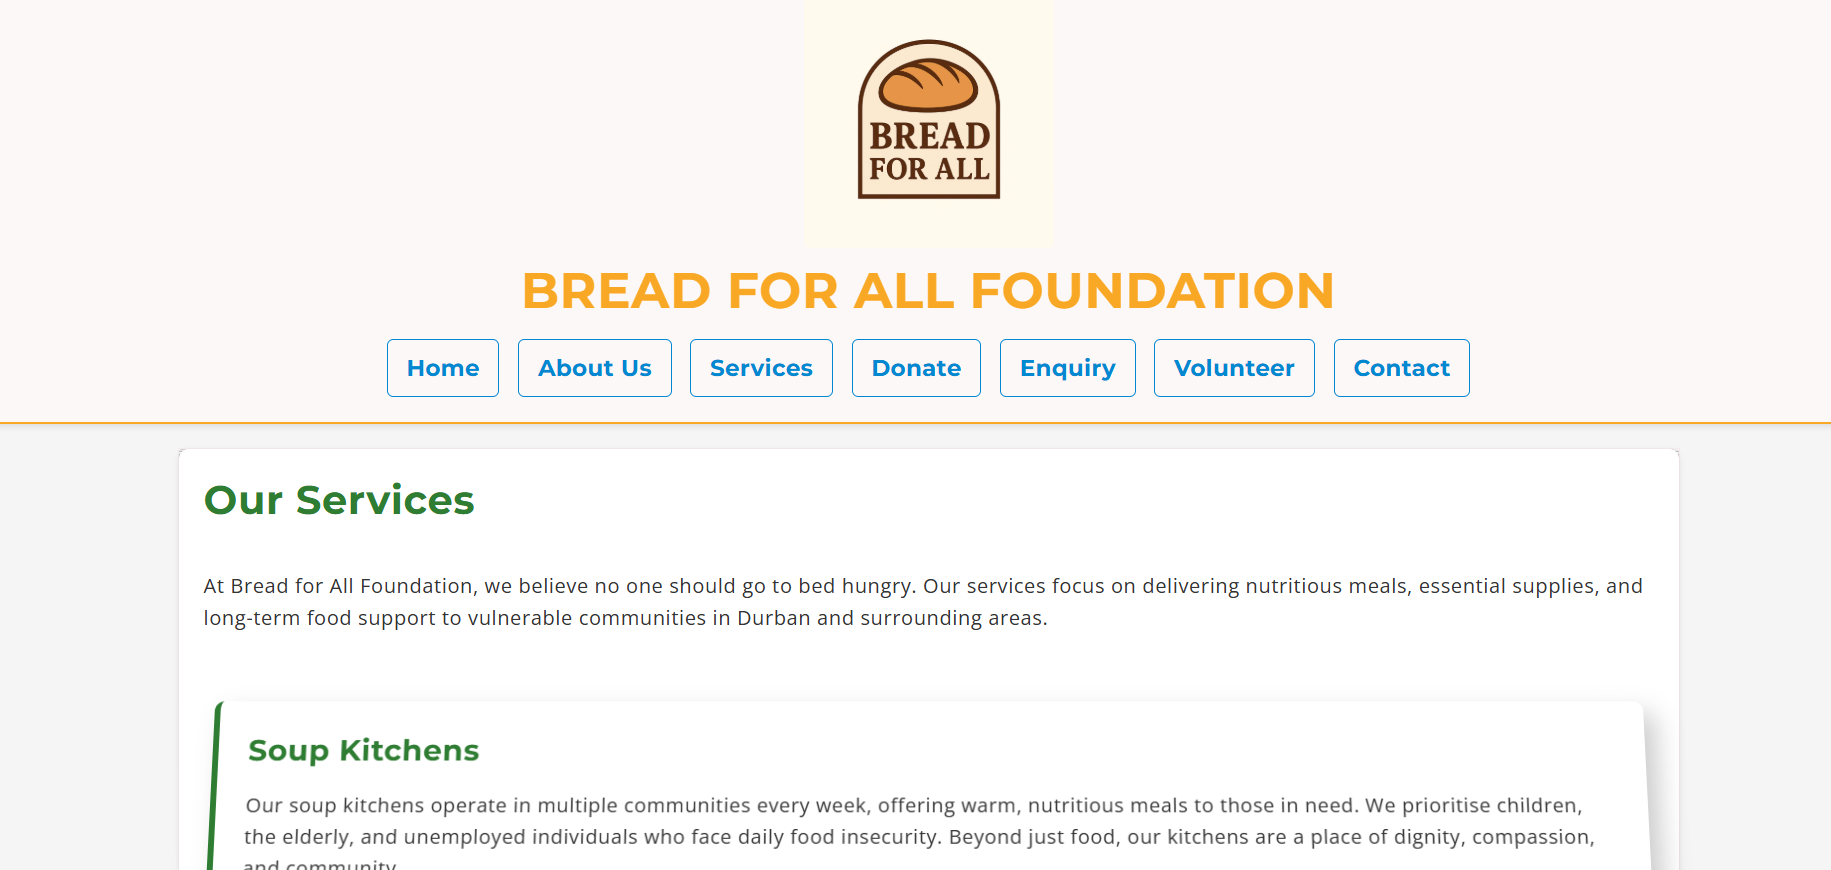 BREAD
FOR ALL
BREAD FOR ALL FOUNDATION
Home About Us Services Donate Enquiry Volunteer Contact
Our Services
At Bread for All Foundation, we believe no one should go to bed hungry. Our services focus on delivering nutritious meals, essential supplies, and
long-term food support to vulnerable communities in Durban and surrounding areas.
Soup Kitchens
Our soup kitchens operate in multiple communities every week, offering warm, nutritious meals to those in need. We prioritise children,
the elderly, and unemployed individuals who face daily food insecurity. Beyond just food, our kitchens are a place of dignity, compassion,
and community.